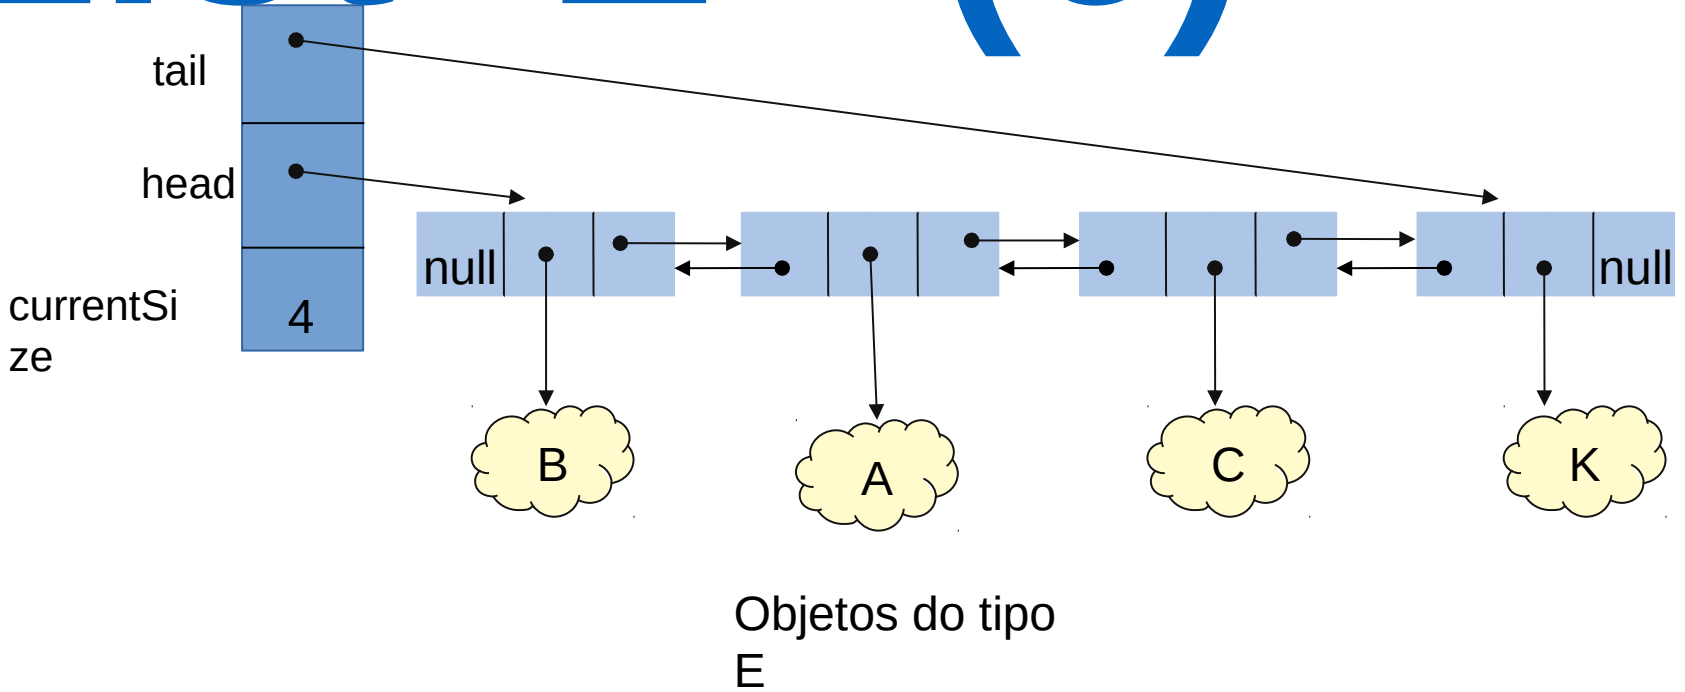 tail
head
null
null
currentSi
ze
4
B
A
C
K
Objetos do tipo
E